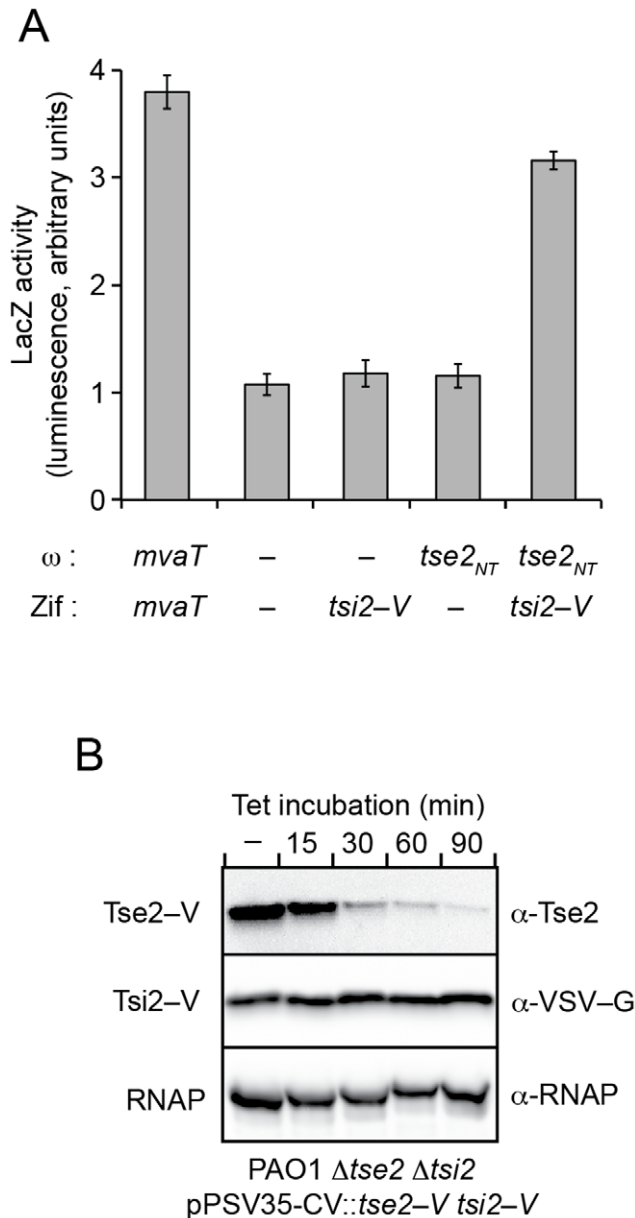 A
LacZ activity
(luminescence, arbitrary units)
4
3
2
1
0
ω : mvaT – – tse2NT tse2NT
Zif : mvaT – tsi2–V – tsi2–V
B
Tet incubation (min)
– 15 30 60 90
Tse2–V α-Tse2
Tsi2–V α-VSV–G
RNAP α-RNAP
PAO1 Δtse2 Δtsi2
pPSV35-CV::tse2–V tsi2–V